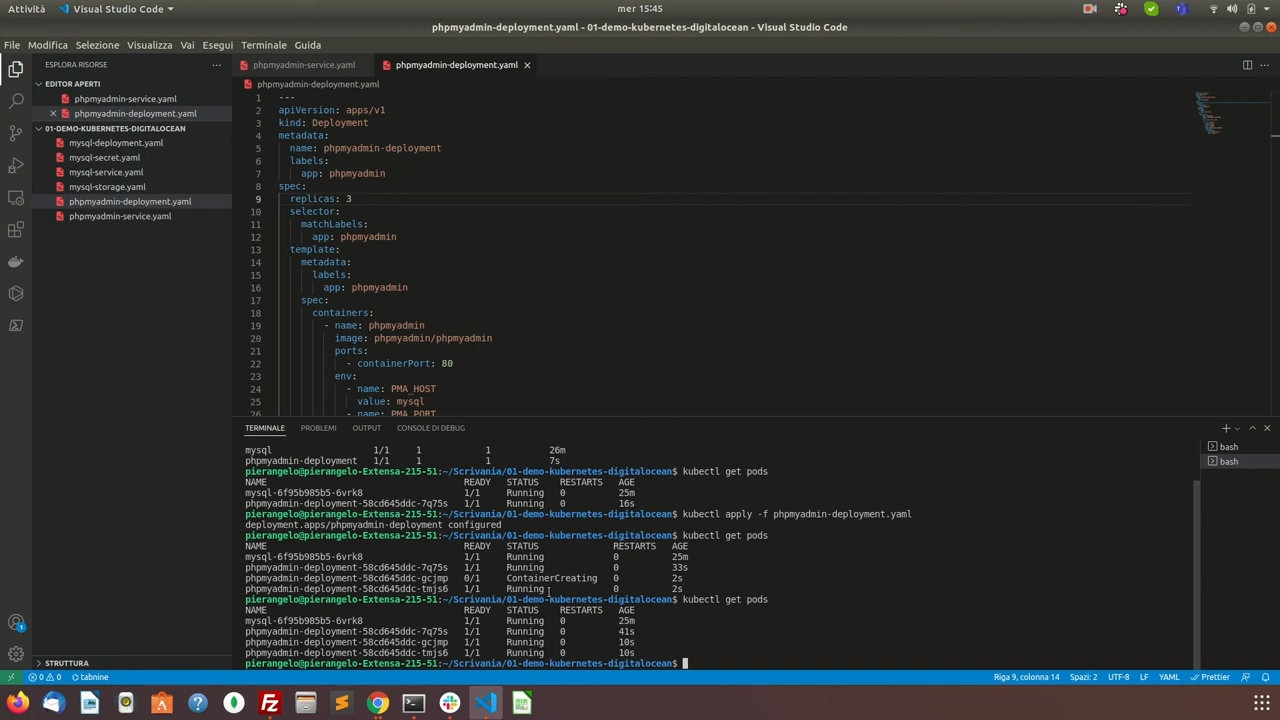 Attività
Visual Studio Code
mer 15:45
phpmyadmin-deployment.yaml - 01-demo-kubernetes-digitalocean - Visual Studio Code
File Modifica Selezione Visualizza Vai Esegui Terminale Guida
ESPLORA RISORSE
EDITOR APERTI
phpmyadmin-service.yaml
phpmyadmin-deployment.yaml
01-DEMO-KUBERNETES-DIGITALOCEAN
mysql-deployment.yaml
mysql-secret.yaml
mysql-service.yaml
mysql-storage.yaml
phpmyadmin-deployment.yaml
phpmyadmin-service.yaml
STRUTTURA
phpmyadmin-service.yaml phpmyadmin-deployment.yaml
phpmyadmin-deployment.yaml
1 ---
2 apiVersion: apps/v1
3 kind: Deployment
4 metadata:
5 name: phpmyadmin-deployment
6 labels:
7 app: phpmyadmin
8 spec:
9 replicas: 3
10 selector:
11 matchLabels:
12 app: phpmyadmin
13 template:
14 metadata:
15 labels:
16 app: phpmyadmin
17 spec:
18 containers:
19 - name: phpmyadmin
20 image: phpmyadmin/phpmyadmin
21 ports:
22 - containerPort: 80
23 env:
24 - name: PMA_HOST
25 value: mysql
26 - name: PMA_PORT
TERMINALE PROBLEMI OUTPUT CONSOLE DI DEBUG
bash
bash
mysql 1/1 1 1 26m
phpmyadmin-deployment 1/1 1 1 7s
pierangelo@pierangelo-Extensa-215-51:~/Scrivania/01-demo-kubernetes-digitalocean$ kubectl get pods
NAME READY STATUS RESTARTS AGE
mysql-6f95b985b5-6vrk8 1/1 Running 0 25m
phpmyadmin-deployment-58cd645ddc-7q75s 1/1 Running 0 16s
pierangelo@pierangelo-Extensa-215-51:~/Scrivania/01-demo-kubernetes-digitalocean$ kubectl apply -f phpmyadmin-deployment.yaml
deployment.apps/phpmyadmin-deployment configured
pierangelo@pierangelo-Extensa-215-51:~/Scrivania/01-demo-kubernetes-digitalocean$ kubectl get pods
NAME READY STATUS RESTARTS AGE
mysql-6f95b985b5-6vrk8 1/1 Running 0 25m
phpmyadmin-deployment-58cd645ddc-7q75s 1/1 Running 0 33s
phpmyadmin-deployment-58cd645ddc-gcjmp 0/1 ContainerCreating 0 2s
phpmyadmin-deployment-58cd645ddc-tmjs6 1/1 Running 0 2s
pierangelo@pierangelo-Extensa-215-51:~/Scrivania/01-demo-kubernetes-digitalocean$ kubectl get pods
NAME READY STATUS RESTARTS AGE
mysql-6f95b985b5-6vrk8 1/1 Running 0 25m
phpmyadmin-deployment-58cd645ddc-7q75s 1/1 Running 0 41s
phpmyadmin-deployment-58cd645ddc-gcjmp 1/1 Running 0 10s
phpmyadmin-deployment-58cd645ddc-tmjs6 1/1 Running 0 10s
pierangelo@pierangelo-Extensa-215-51:~/Scrivania/01-demo-kubernetes-digitalocean$
0 0 tabnine
Riga 9, colonna 14 Spazi: 2 UTF-8 LF YAML Prettier